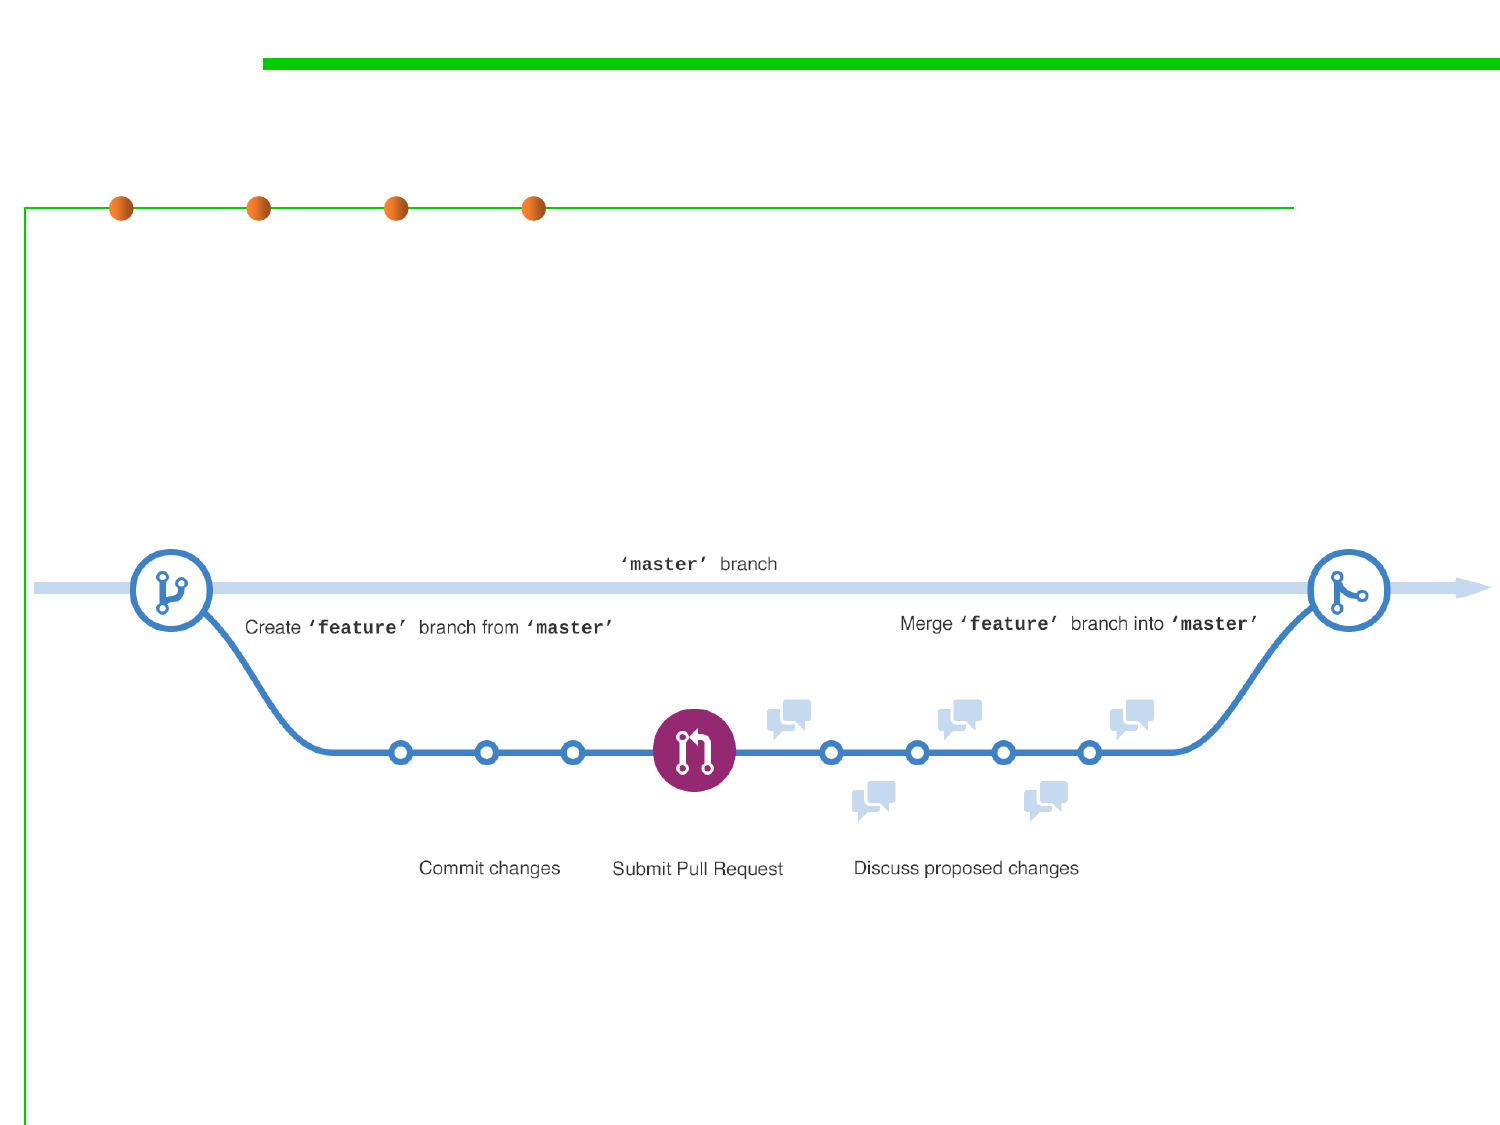 ‘master’ branch
Create ‘feature’ branch from ‘master’
Merge ‘feature’ branch into ‘master’
Commit changes
Submit Pull Request
Discuss proposed changes